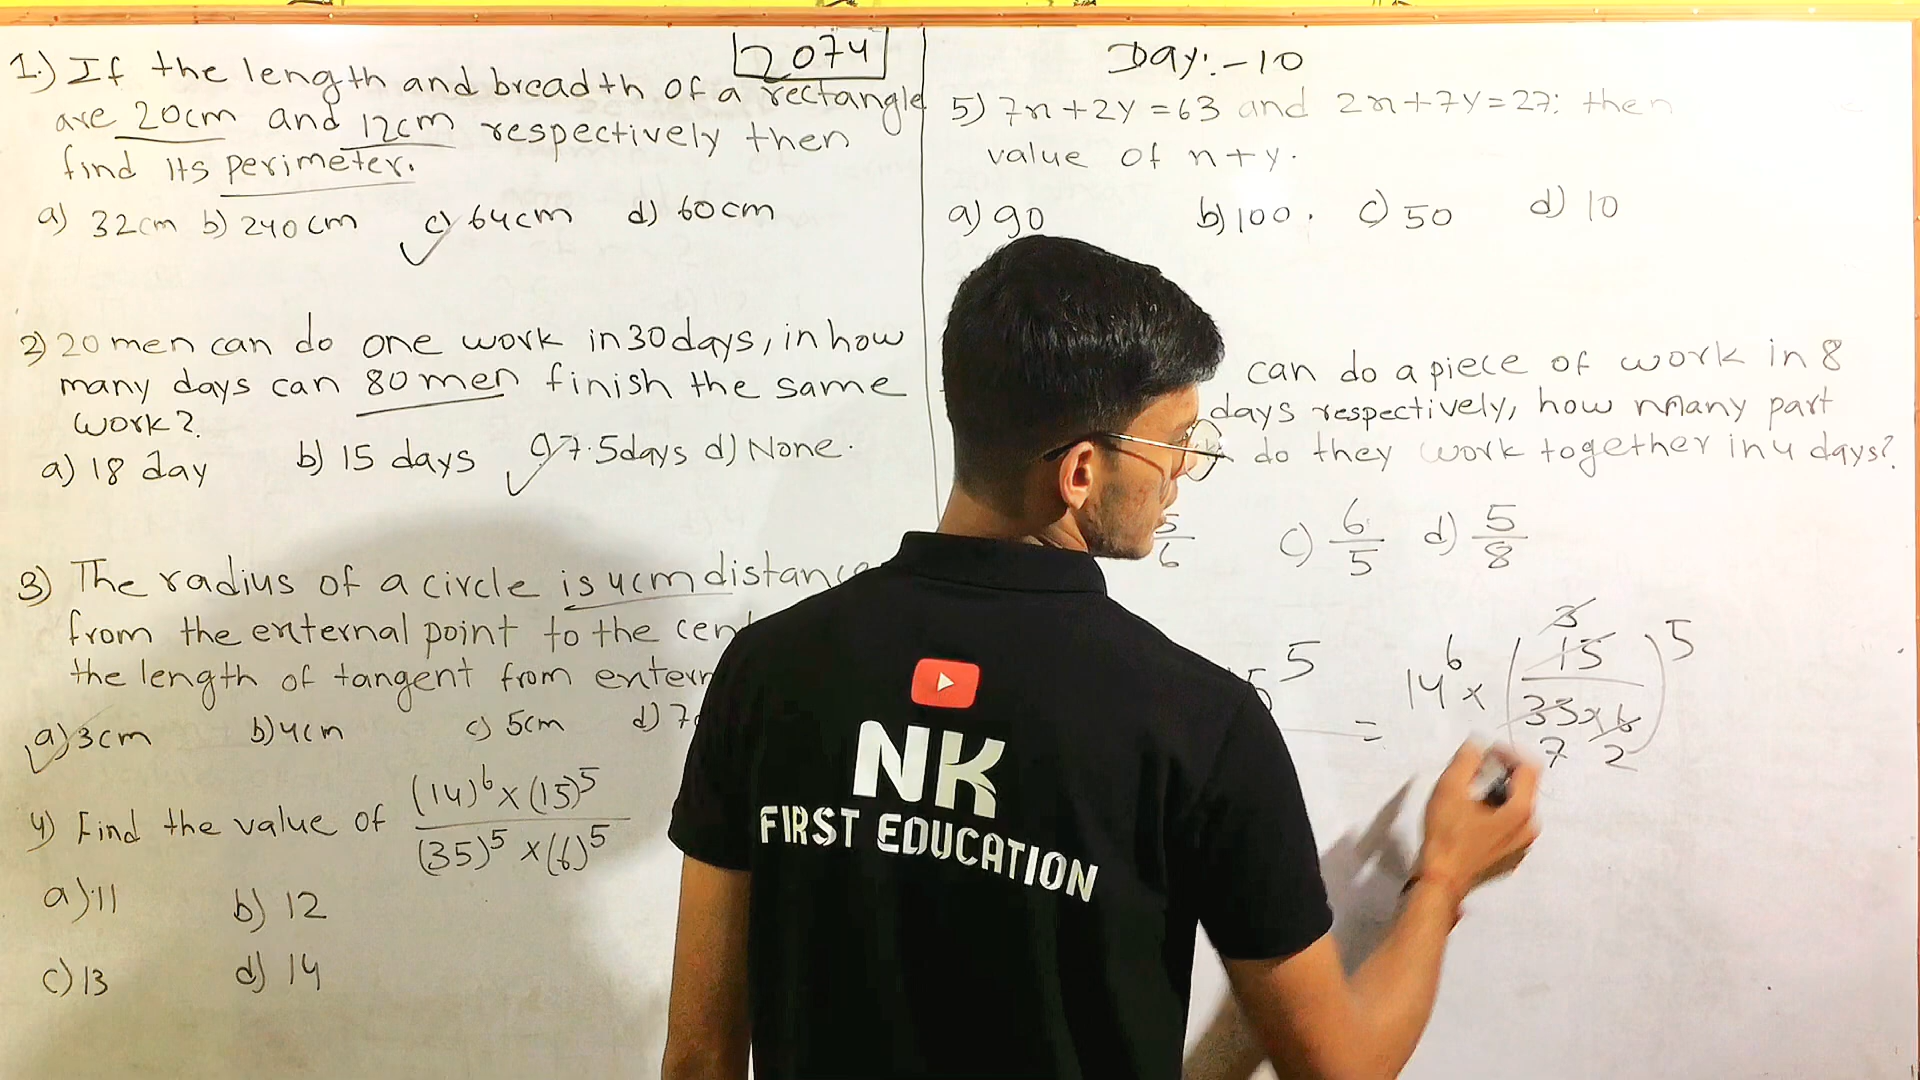 2074
1.) If the length and breadth of a rectangle
are 20cm and 12cm respectively then
find its perimeter.
a) 32cm b) 240cm c) 64cm d) 60cm
2) 20 men can do one work in 30 days, in how
many days can 80 men finish the same
work?
a) 18 day b) 15 days c) 7.5days d) None.
3) The radius of a circle is 4cm distance
from the external point to the cen
the length of tangent from extern
a) 3cm b) 4cm c) 5cm d) 7
4) Find the value of (14)^6 x (15)^5 / (35)^5 x (6)^5
a) 11 b) 12
c) 13 d) 14
Day:-10
5) 7x + 2y = 63 and 2x + 7y = 27: then
value of x + y.
a) 90 b) 100. c) 50 d) 10
can do a piece of work in 8
days respectively, how many part
do they work together in 4 days?
5/6 c) 6/5 d) 5/8
5 = 14^6 x (15/35x6)^5
3
7 2
NK
FIRST EDUCATION